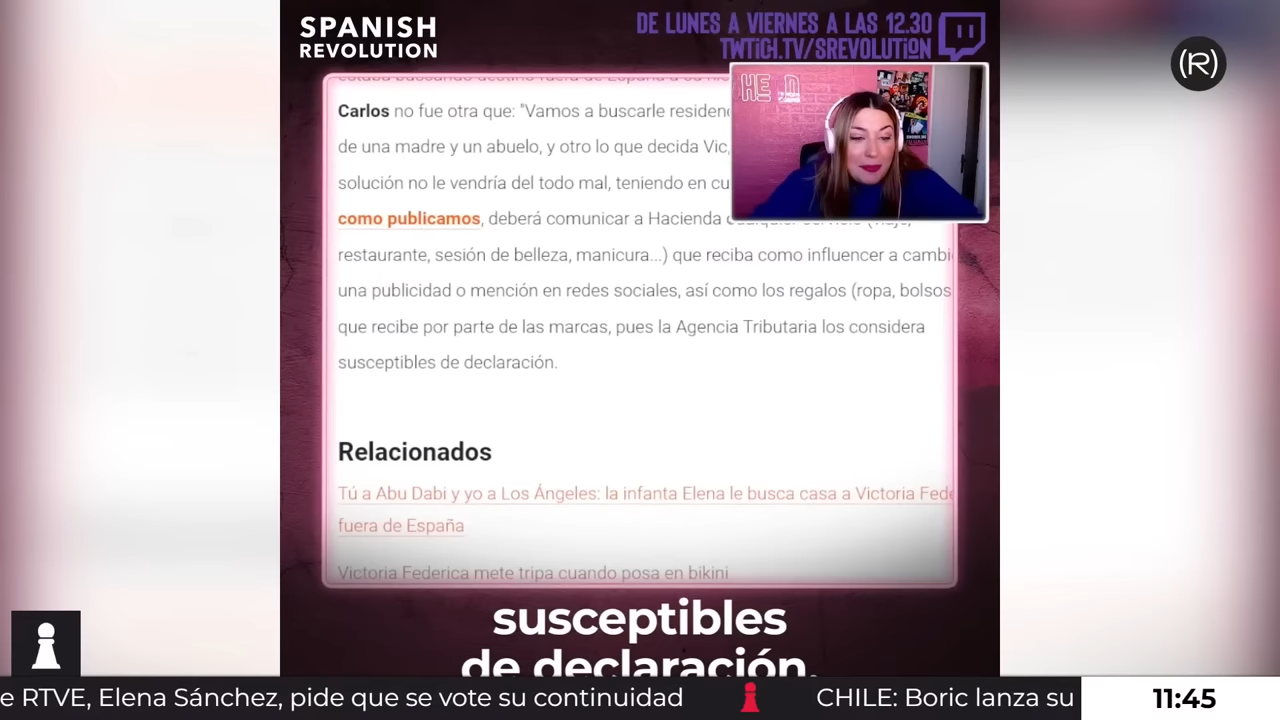 SPANISH
REVOLUTION
DE LUNES A VIERNES A LAS 12.30
TWTiCH.TV/SREVOLUTiON
(R)
HE
Carlos no fue otra que: "Vamos a buscarle
de una madre y un abuelo, y otro lo que decida Vic,
solución no le vendría del todo mal, teniendo en
como publicamos, deberá comunicar a Hacienda
restaurante, sesión de belleza, manicura...) que reciba como influencer a
una publicidad o mención en redes sociales, así como los regalos (ropa, bolsos
que recibe por parte de las marcas, pues la Agencia Tributaria los considera
susceptibles de declaración.
Relacionados
Tú a Abu Dabi y yo a Los Ángeles: la infanta Elena le busca casa a Victoria
fuera de España
Victoria Federica mete tripa cuando posa en bikini
susceptibles
de declaración.
e RTVE, Elena Sánchez, pide que se vote su continuidad
CHILE: Boric lanza su
11:45